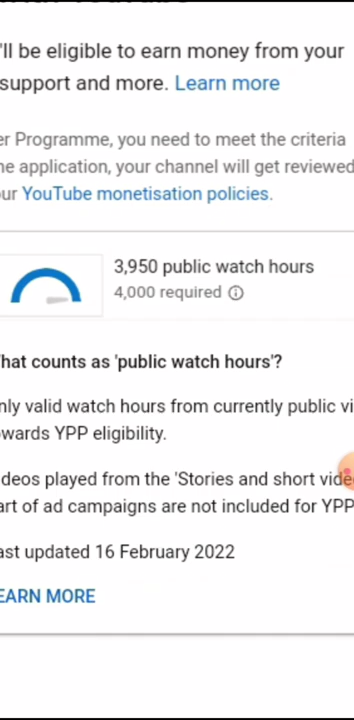 'll be eligible to earn money from your
support and more. Learn more
er Programme, you need to meet the criteria
ne application, your channel will get reviewed
our YouTube monetisation policies.
3,950 public watch hours
4,000 required
hat counts as 'public watch hours'?
nly valid watch hours from currently public vi
owards YPP eligibility.
deos played from the 'Stories and short vide
art of ad campaigns are not included for YPP
ast updated 16 February 2022
EARN MORE